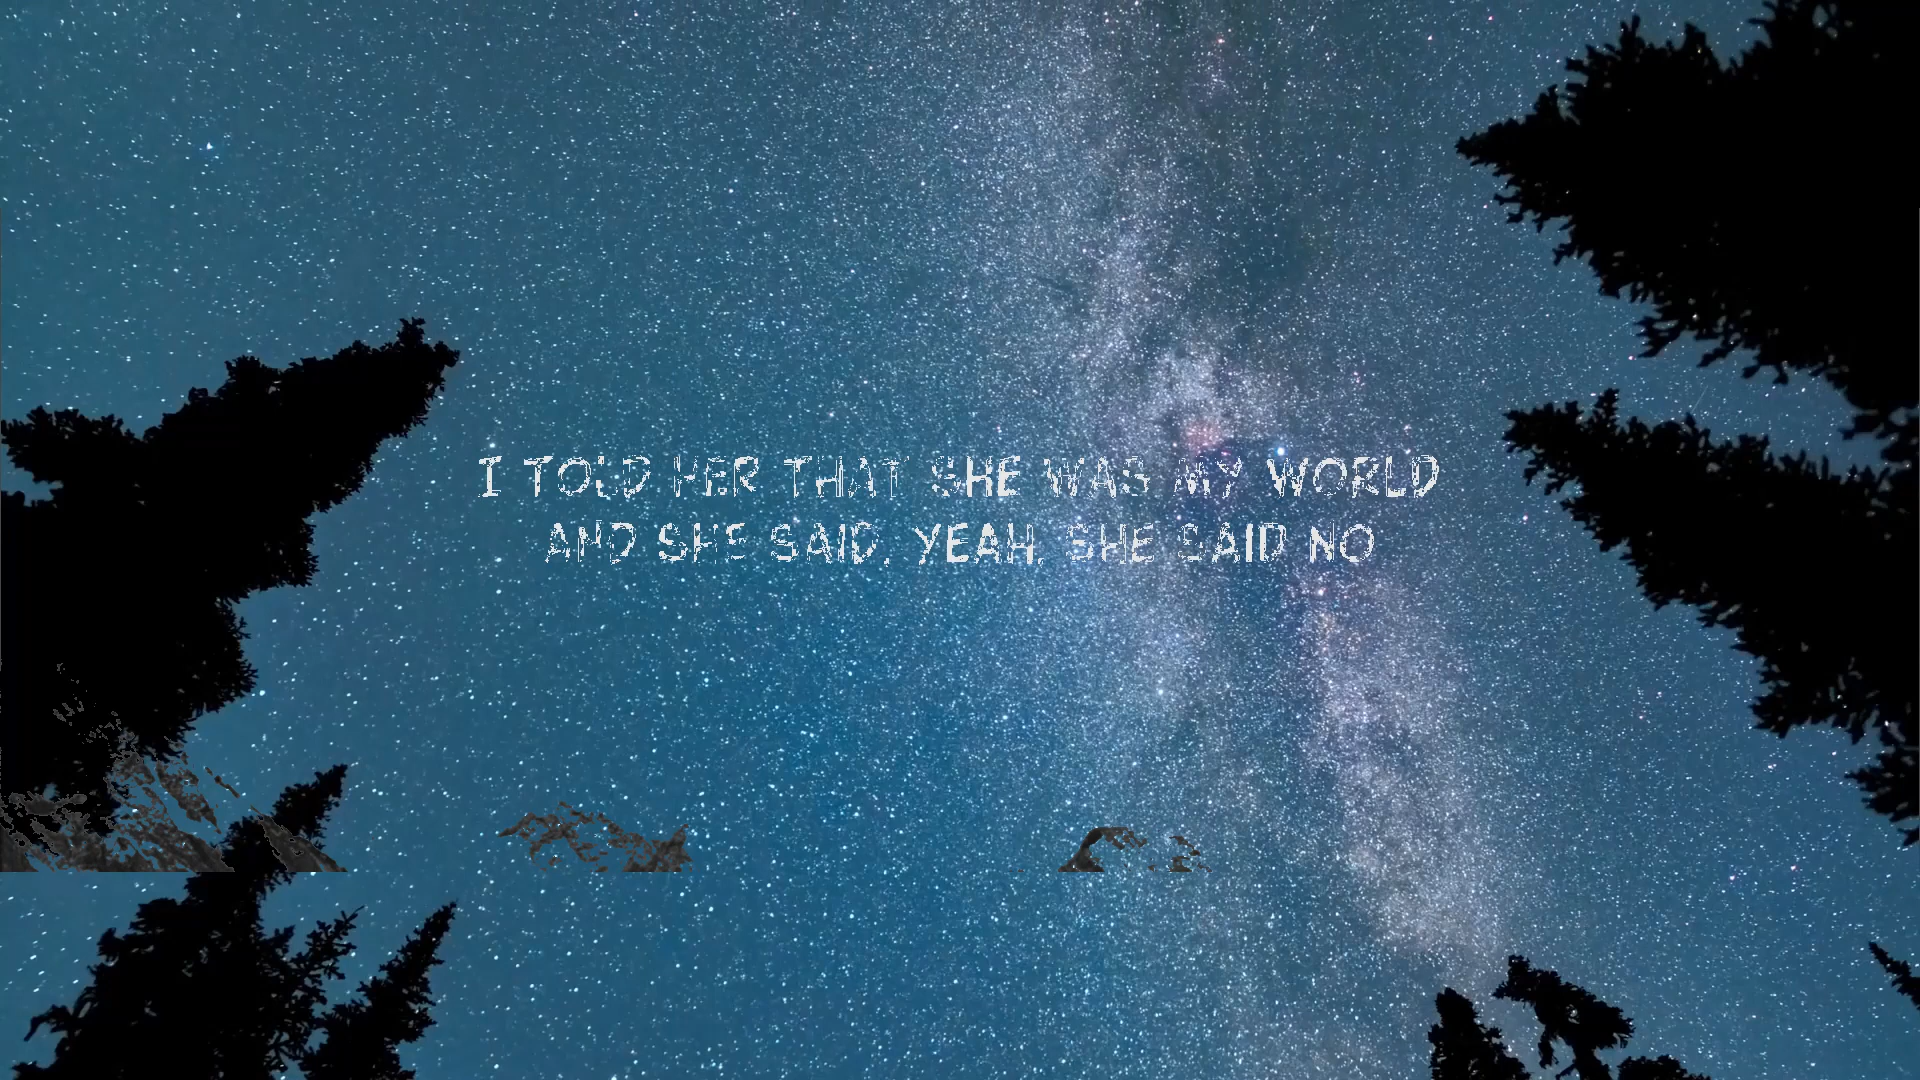 I TOLD HER THAT SHE WAS MY WORLD
AND SHE SAID, YEAH, SHE SAID NO